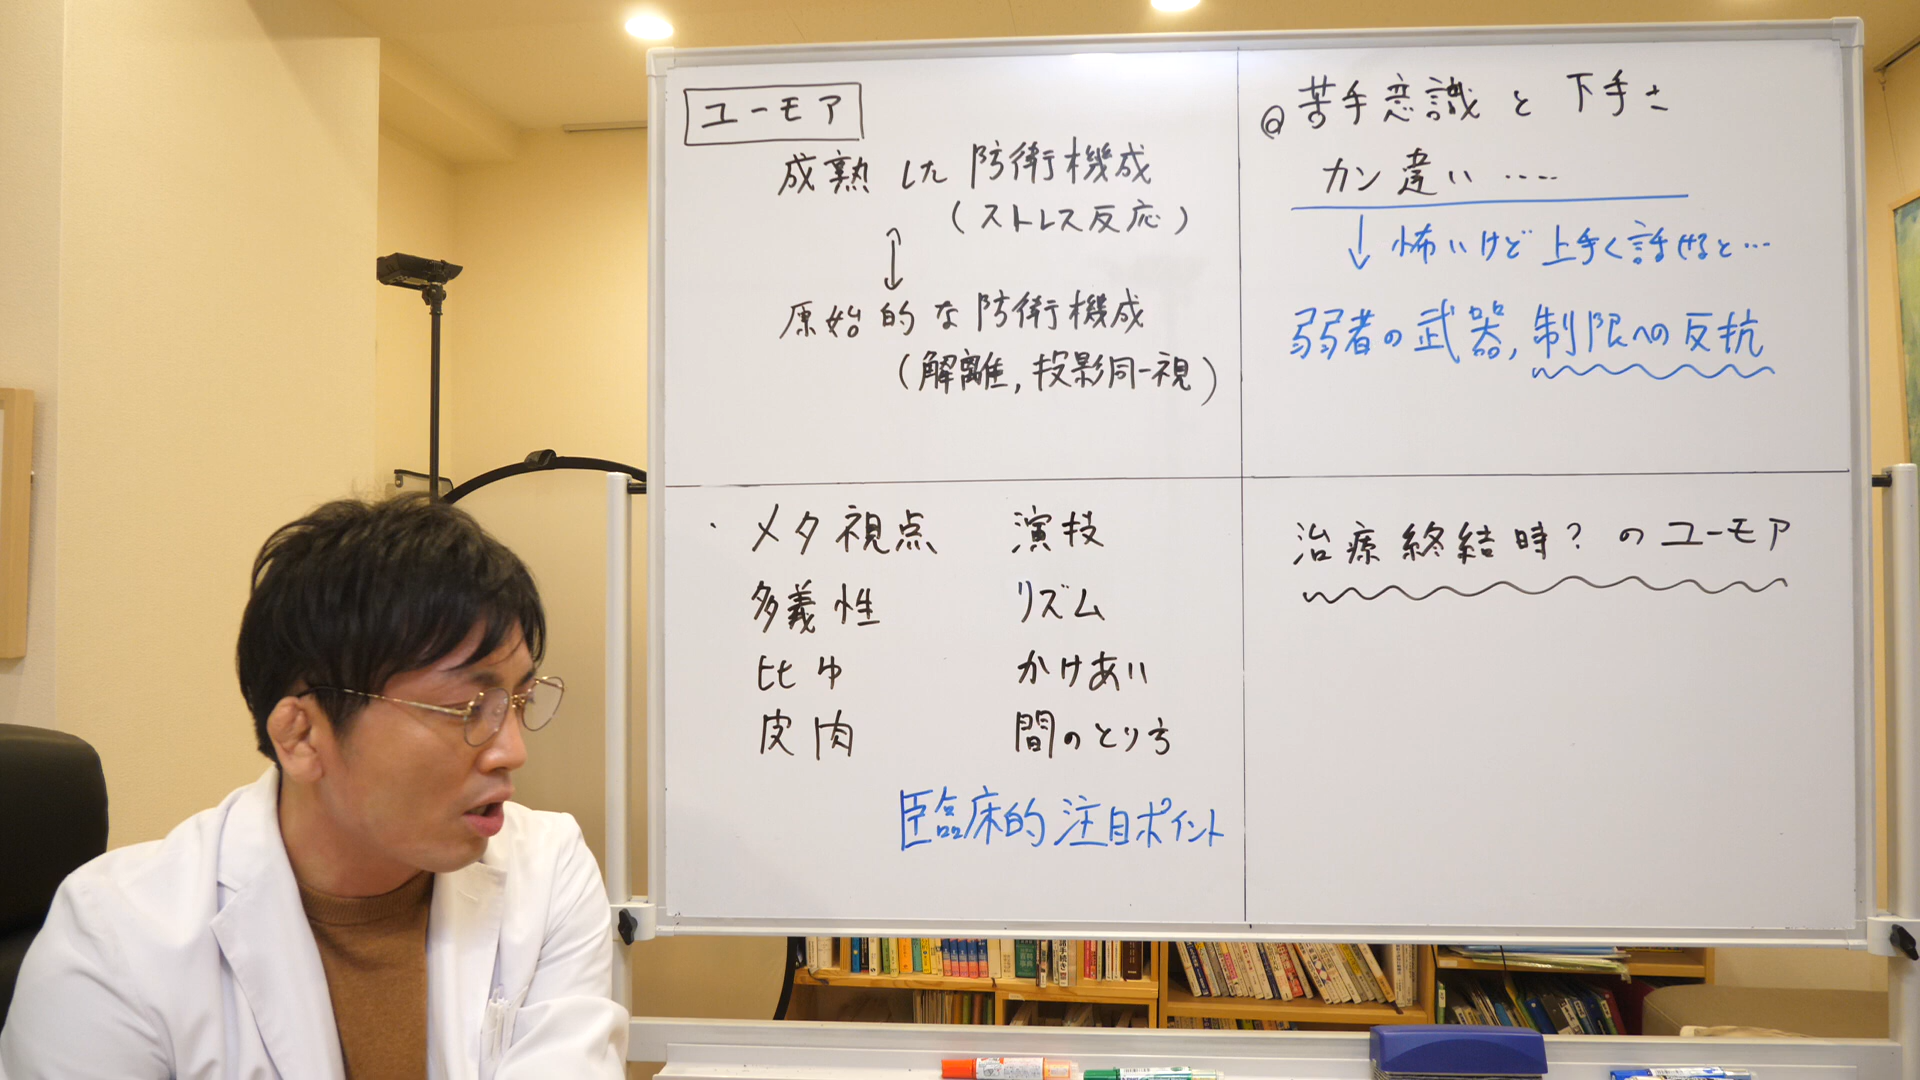 ユーモア
成熟した防衛機成
(ストレス反応)
原始的な防衛機成
(解離,投影同一視)
@苦手意識と下手さ
カン違い……
怖いけど上手く話せると…
弱者の武器,制限への反抗
・メタ視点 演技
多義性 リズム
比ゆ かけあい
皮肉 間のとり方
臨床的注目ポイント
治療終結時?のユーモア